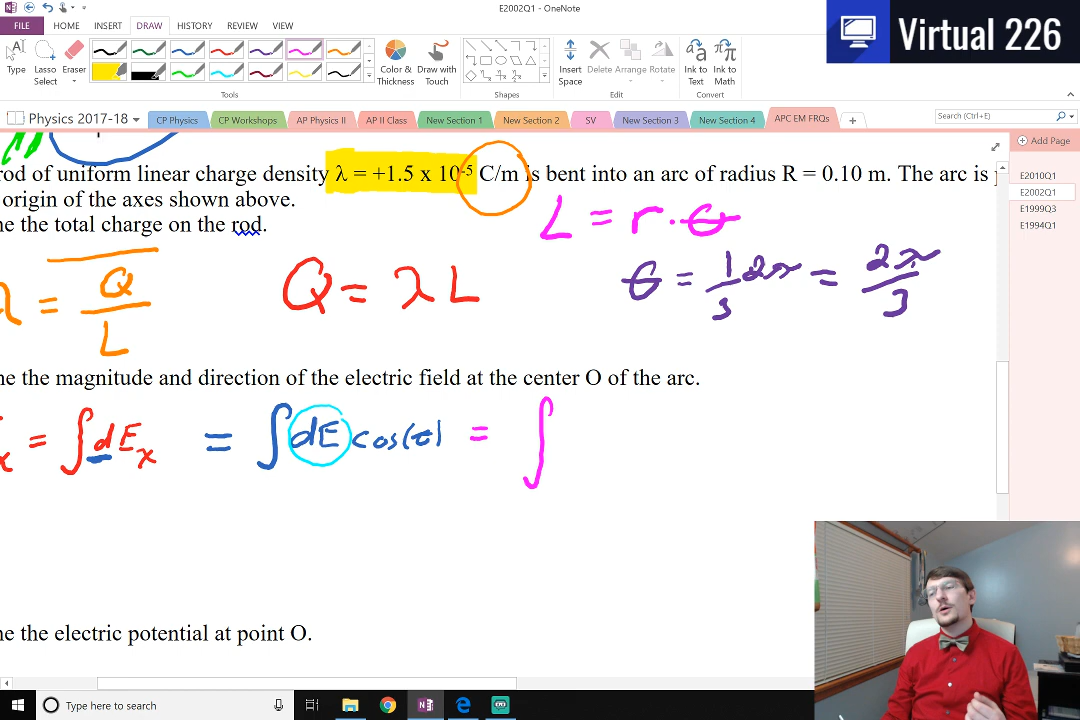 E2002Q1 - OneNote
FILE HOME INSERT DRAW HISTORY REVIEW VIEW
Virtual 226
Type Lasso Select Eraser
Color & Thickness Draw with Touch
Insert Space Delete Arrange Rotate
Ink to Text Ink to Math
Tools Shapes Edit Convert
Physics 2017-18 CP Physics CP Workshops AP Physics II AP II Class New Section 1 New Section 2 SV New Section 3 New Section 4 APC EM FRQs
Search (Ctrl+E)
Add Page
E2010Q1
E2002Q1
E1999Q3
E1994Q1
rod of uniform linear charge density λ = +1.5 x 10-5 C/m is bent into an arc of radius R = 0.10 m. The arc is
origin of the axes shown above.
the total charge on the rod.
L = r · θ
λ = Q/L
Q = λ L
θ = 1/3 2π = 2π/3
the magnitude and direction of the electric field at the center O of the arc.
x = ∫ dEx = ∫ dE cos(θ) = ∫
the electric potential at point O.
Type here to search